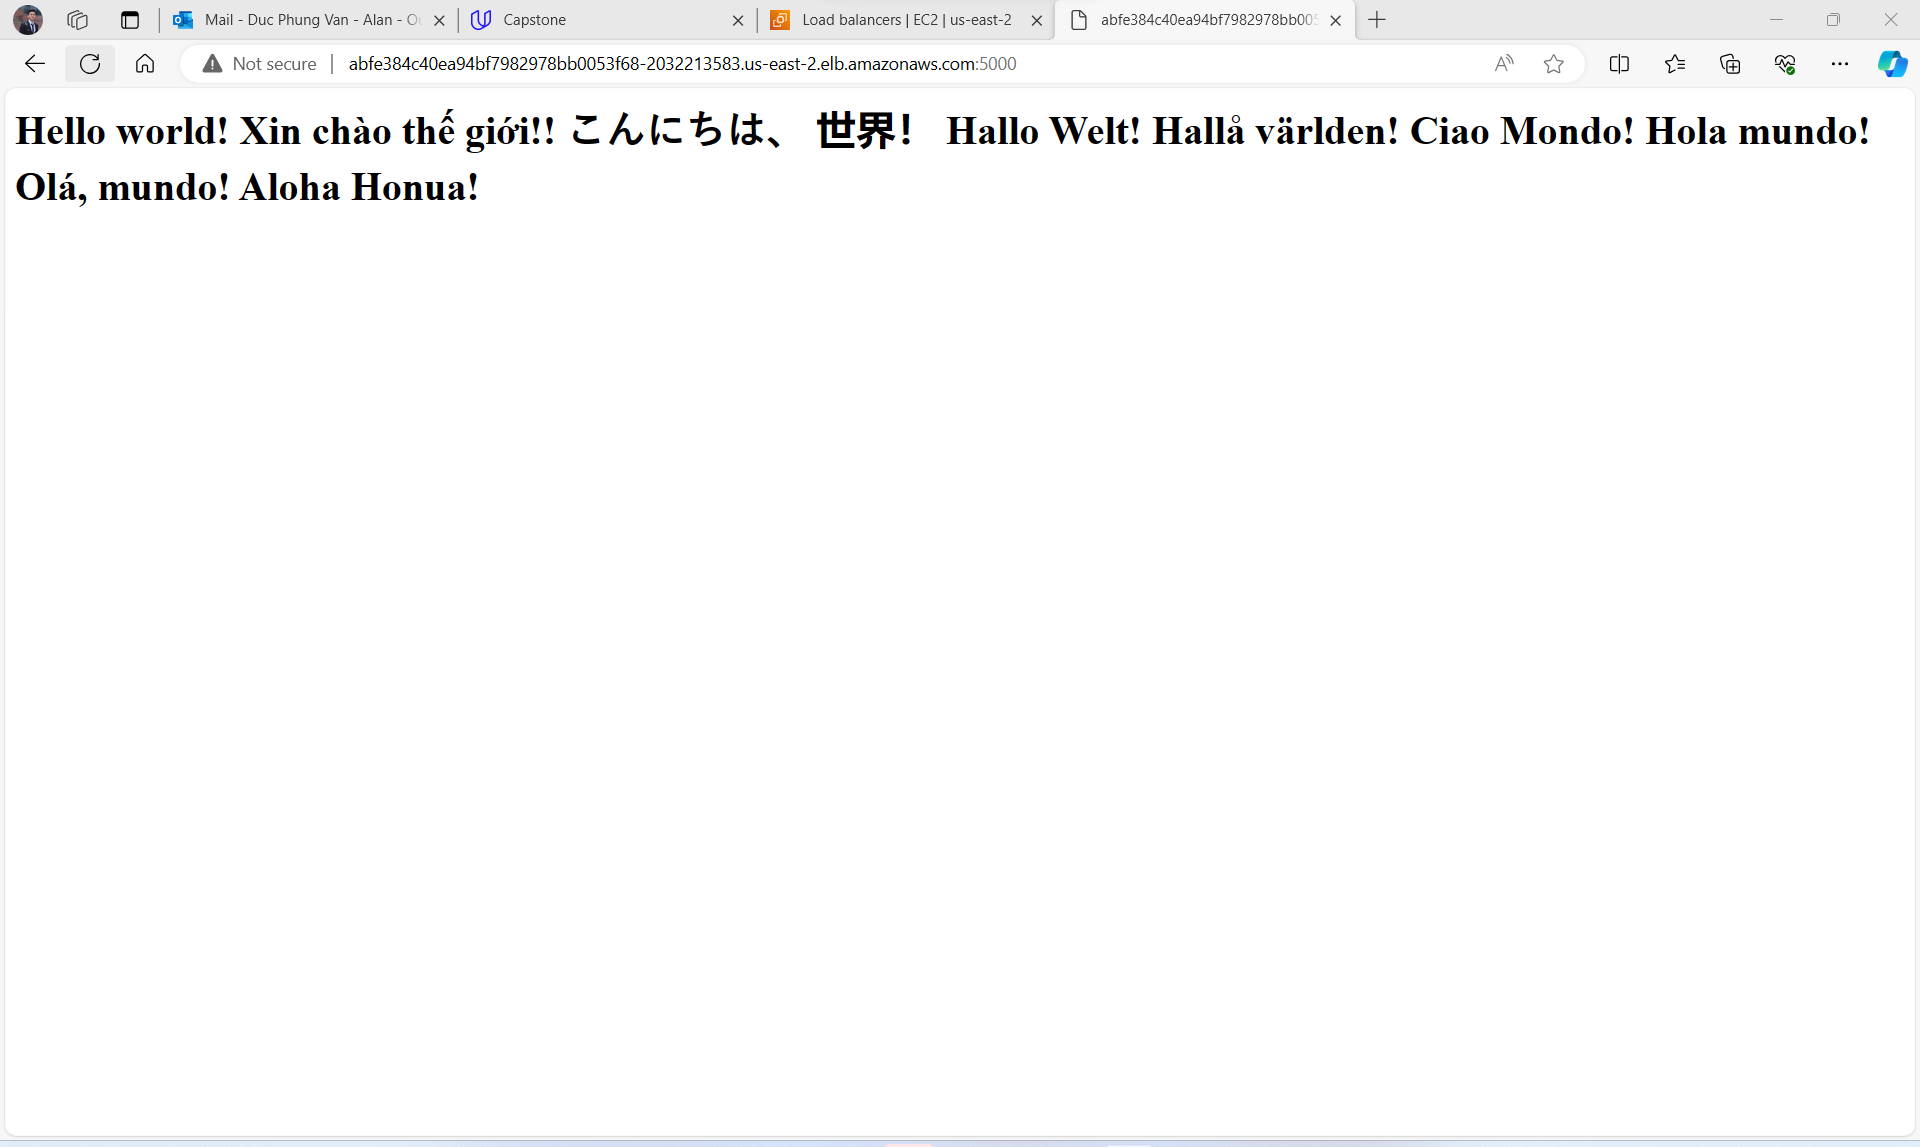 Mail - Duc Phung Van - Alan - Ou
Capstone
Load balancers | EC2 | us-east-2
abfe384c40ea94bf7982978bb005
Not secure
abfe384c40ea94bf7982978bb0053f68-2032213583.us-east-2.elb.amazonaws.com:5000
Hello world! Xin chào thế giới!! こんにちは、 世界！ Hallo Welt! Hallå världen! Ciao Mondo! Hola mundo!
Olá, mundo! Aloha Honua!